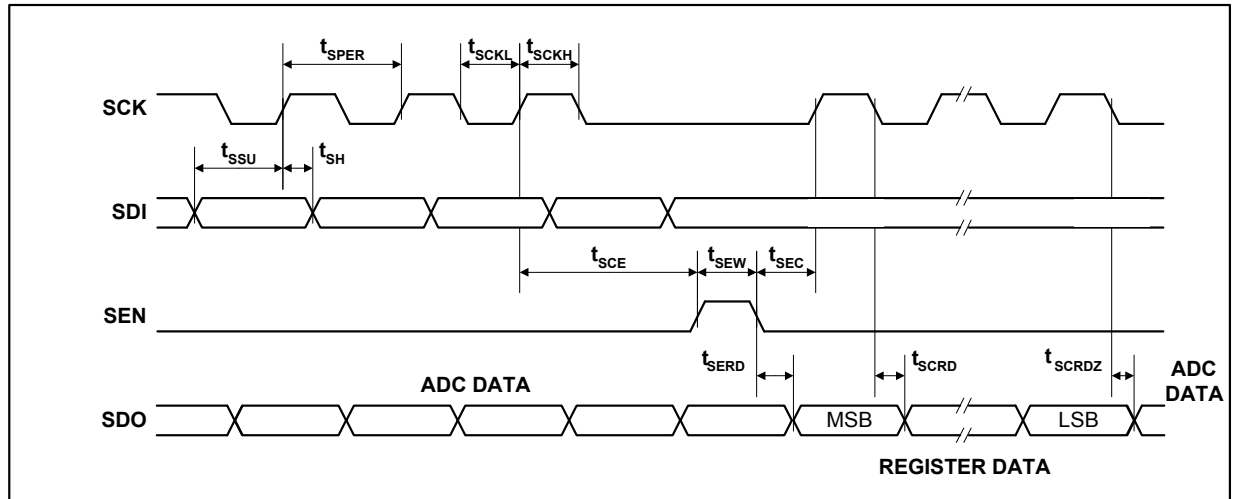 tSPER
tSCKL
tSCKH
SCK
tSSU
tSH
SDI
tSCE
tSEW
tSEC
SEN
tSERD
tSCRD
tSCRDZ
ADC DATA
ADC
DATA
SDO
MSB
LSB
REGISTER DATA